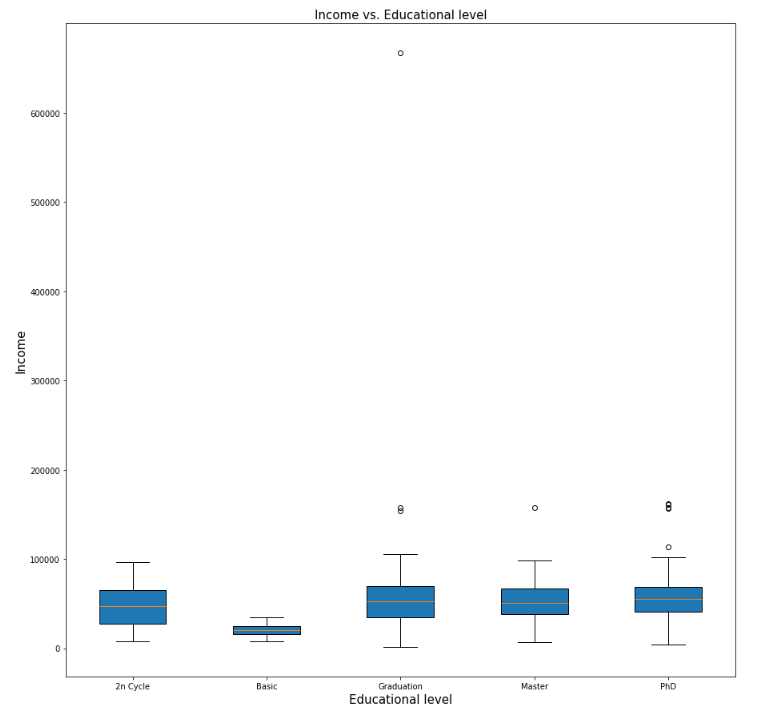 Income vs. Educational level
600000
500000
400000
300000
200000
100000
0
Income
2n Cycle Basic Graduation Master PhD
Educational level